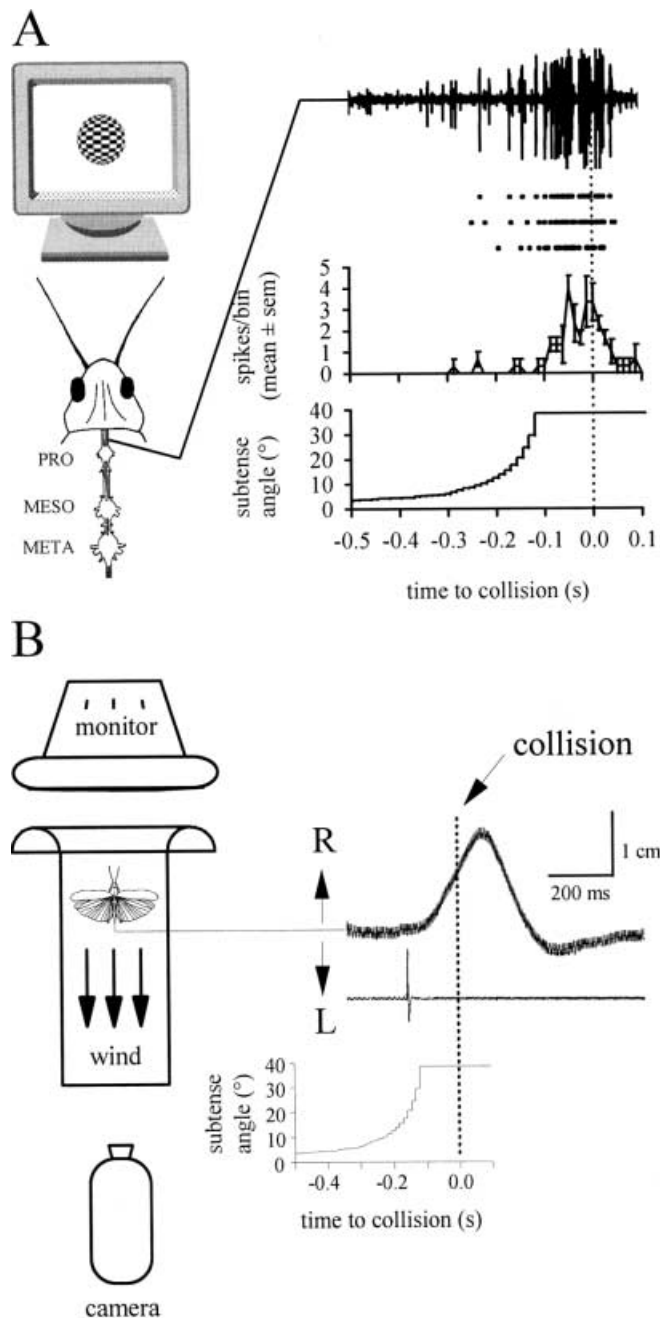 A
PRO
MESO
META
spikes/bin
(mean ± sem)
5
4
3
2
1
0
subtense
angle (°)
40
30
20
10
0
-0.5 -0.4 -0.3 -0.2 -0.1 0.0 0.1
time to collision (s)
B
monitor
wind
camera
collision
R
L
1 cm
200 ms
subtense
angle (°)
40
30
20
10
0
-0.4 -0.2 0.0
time to collision (s)